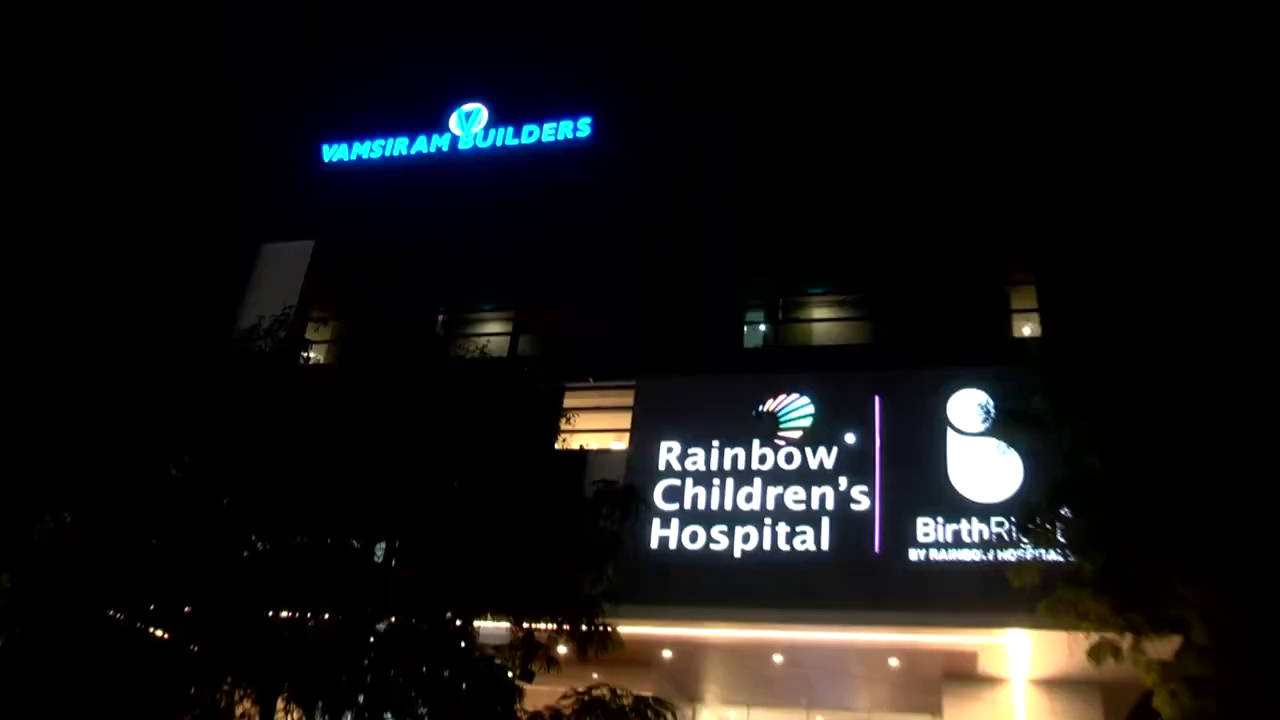 VAMSIRAM BUILDERS
Rainbow
Children's
Hospital
BirthRight
BY RAINBOW HOSPITALS